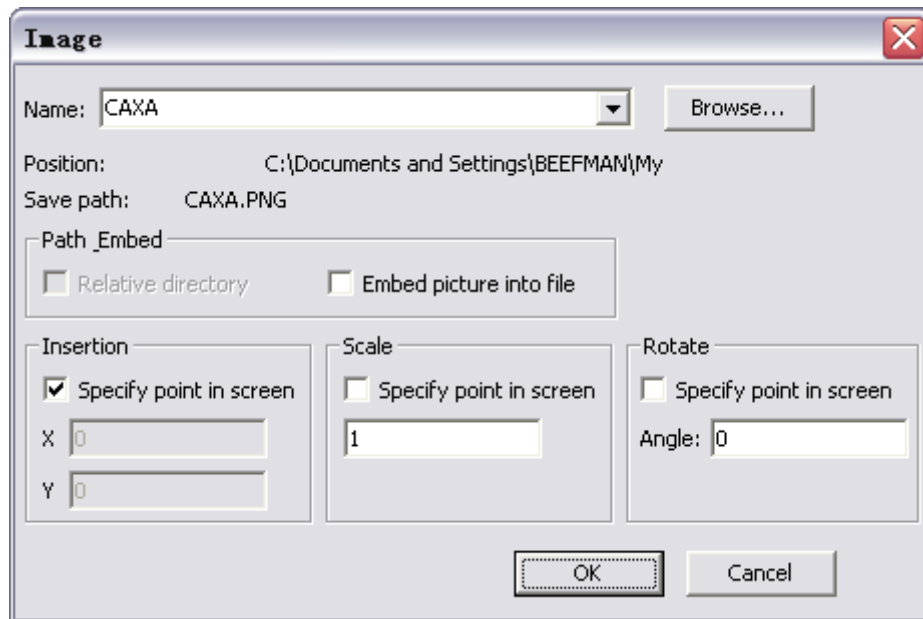 Image
Name: CAXA Browse...
Position: C:\Documents and Settings\BEEFMAN\My
Save path: CAXA.PNG
Path _Embed
Relative directory Embed picture into file
Insertion Scale Rotate
Specify point in screen Specify point in screen Specify point in screen
X 0 1 Angle: 0
Y 0
OK Cancel